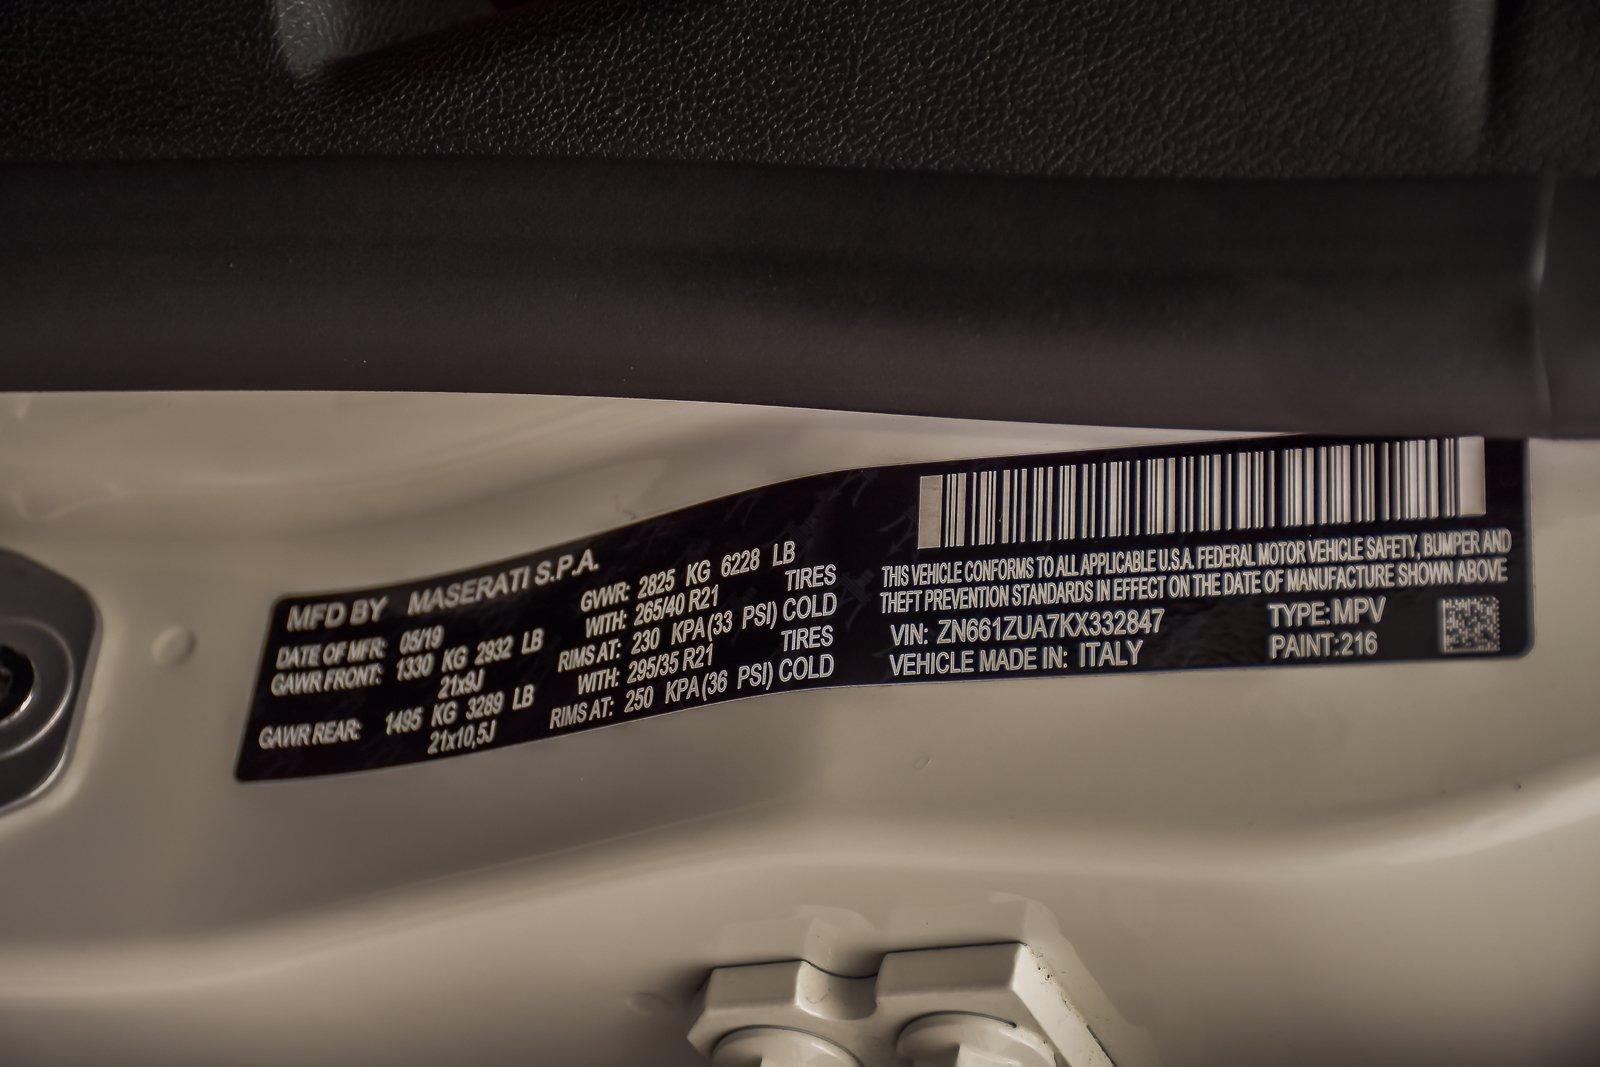 MFD BY MASERATI S.P.A.
DATE OF MFR: 05/19
GVWR: 2825 KG 6228 LB
GAWR FRONT: 1330 KG 2932 LB
WITH: 265/40 R21 TIRES
21x9J
RIMS AT: 230 KPA(33 PSI) COLD
GAWR REAR: 1495 KG 3289 LB
WITH: 295/35 R21 TIRES
21x10,5J
RIMS AT: 250 KPA(36 PSI) COLD
THIS VEHICLE CONFORMS TO ALL APPLICABLE U.S.A. FEDERAL MOTOR VEHICLE SAFETY, BUMPER AND
THEFT PREVENTION STANDARDS IN EFFECT ON THE DATE OF MANUFACTURE SHOWN ABOVE
VIN: ZN661ZUA7KX332847
TYPE:MPV
VEHICLE MADE IN: ITALY
PAINT:216